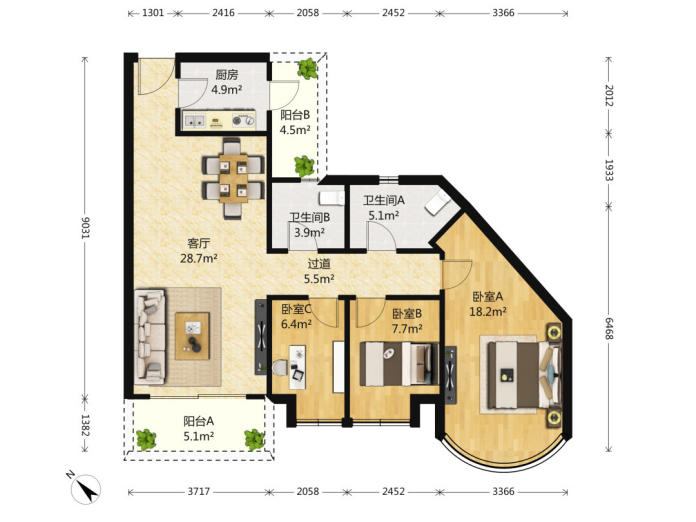 1301 2416 2058 2452 3366
厨房
4.9m²
阳台B
4.5m²
2012
1933
卫生间A
5.1m²
卫生间B
3.9m²
9031
客厅
28.7m²
过道
5.5m²
卧室A
18.2m²
卧室C
6.4m²
卧室B
7.7m²
6468
1382
阳台A
5.1m²
N
3717 2058 2452 3366